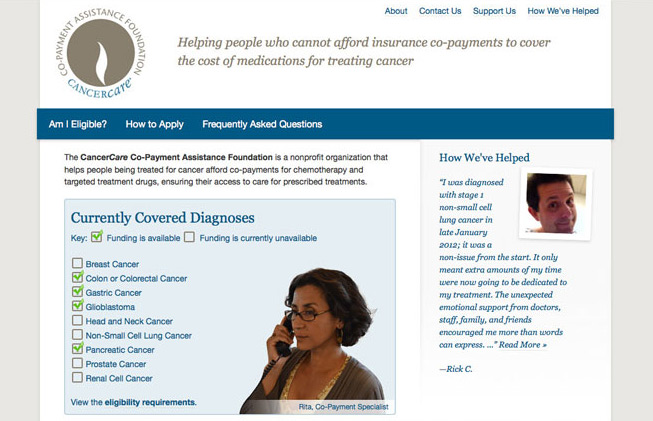 CO-PAYMENT ASSISTANCE FOUNDATION
CANCERcare®
About
Contact Us
Support Us
How We've Helped
Helping people who cannot afford insurance co-payments to cover
the cost of medications for treating cancer
Am I Eligible?
How to Apply
Frequently Asked Questions
The CancerCare Co-Payment Assistance Foundation is a nonprofit organization that
helps people being treated for cancer afford co-payments for chemotherapy and
targeted treatment drugs, ensuring their access to care for prescribed treatments.
Currently Covered Diagnoses
Key: Funding is available Funding is currently unavailable
Breast Cancer
Colon or Colorectal Cancer
Gastric Cancer
Glioblastoma
Head and Neck Cancer
Non-Small Cell Lung Cancer
Pancreatic Cancer
Prostate Cancer
Renal Cell Cancer
View the eligibility requirements.
Rita, Co-Payment Specialist
How We've Helped
“I was diagnosed
with stage 1
non-small cell
lung cancer in
late January
2012; it was a
non-issue from the start. It only
meant extra amounts of my time
were now going to be dedicated to
my treatment. The unexpected
emotional support from doctors,
staff, family, and friends
encouraged me more than words
can express. ...” Read More »
—Rick C.